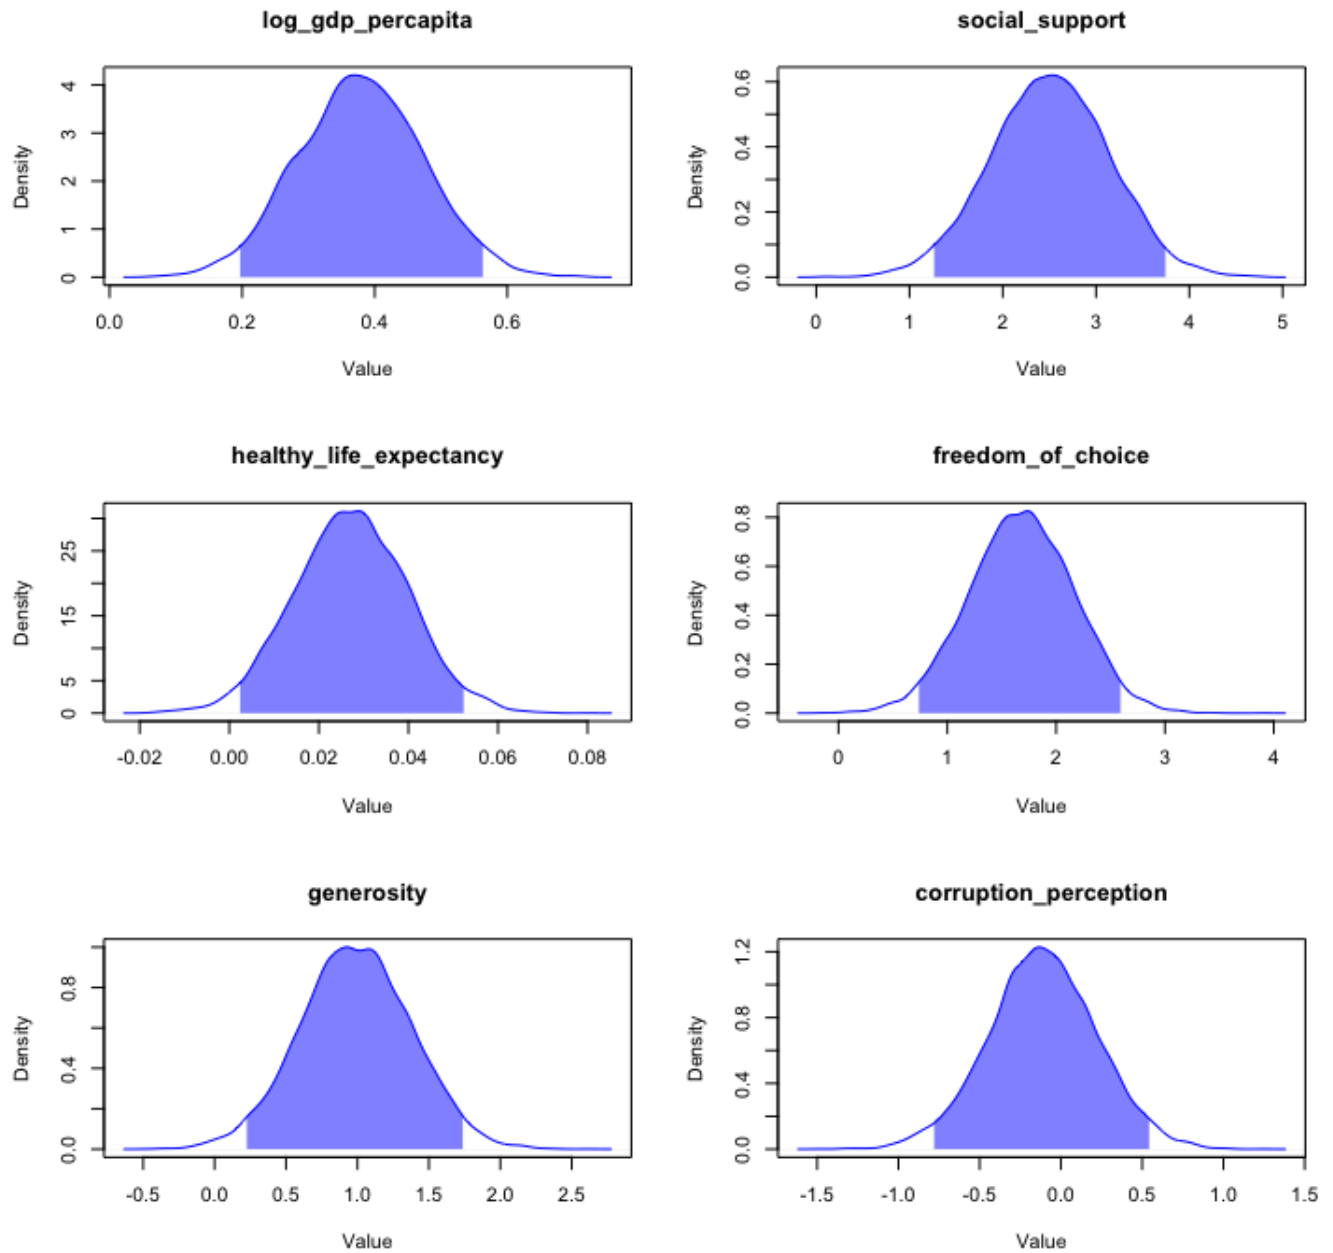 log_gdp_percapita
Density
0 1 2 3 4
0.0 0.2 0.4 0.6
Value
social_support
Density
0.0 0.2 0.4 0.6
0 1 2 3 4 5
Value
healthy_life_expectancy
Density
0 5 15 25
-0.02 0.00 0.02 0.04 0.06 0.08
Value
freedom_of_choice
Density
0.0 0.2 0.4 0.6 0.8
0 1 2 3 4
Value
generosity
Density
0.0 0.4 0.8
-0.5 0.0 0.5 1.0 1.5 2.0 2.5
Value
corruption_perception
Density
0.0 0.4 0.8 1.2
-1.5 -1.0 -0.5 0.0 0.5 1.0 1.5
Value